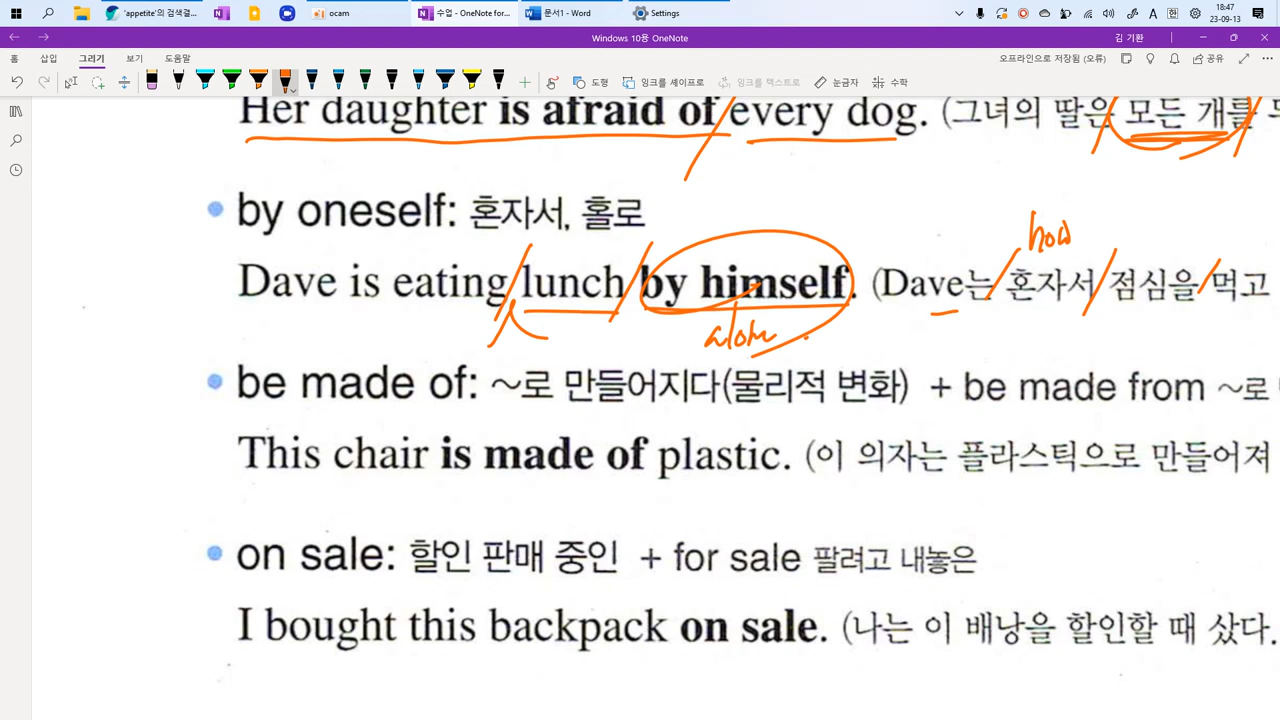 'appetite'의 검색결...
ocam
수업 - OneNote for...
문서1 - Word
Settings
A
한
18:47
23-09-13
Windows 10용 OneNote
김 기환
홈 삽입 그리기 보기 도움말
오프라인으로 저장됨 (오류)
공유
도형
잉크를 셰이프로
잉크를 텍스트로
눈금자
수학
Her daughter is afraid of every dog. (그녀의 딸은 모든 개를
by oneself: 혼자서, 홀로
how
Dave is eating lunch by himself. (Dave는 혼자서 점심을 먹고
alone
be made of: ～로 만들어지다(물리적 변화) + be made from ～로
This chair is made of plastic. (이 의자는 플라스틱으로 만들어져
on sale: 할인 판매 중인 + for sale 팔려고 내놓은
I bought this backpack on sale. (나는 이 배낭을 할인할 때 샀다.